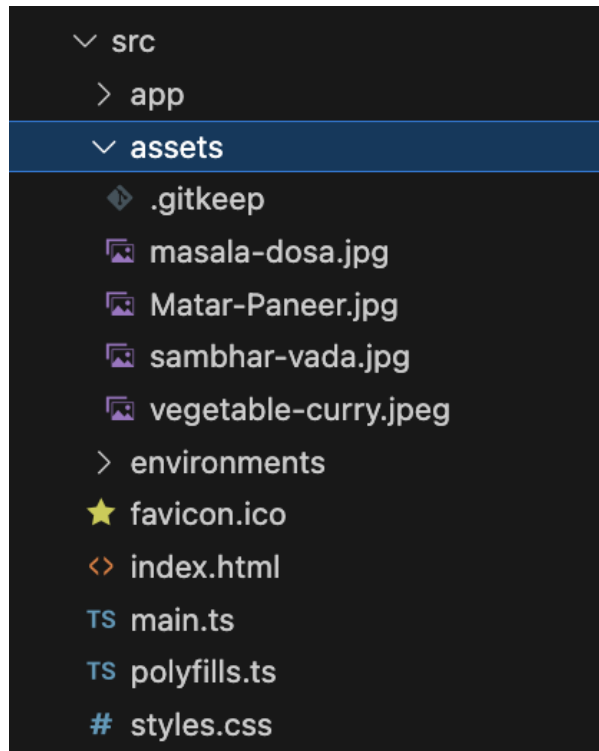 src
app
assets
.gitkeep
masala-dosa.jpg
Matar-Paneer.jpg
sambhar-vada.jpg
vegetable-curry.jpeg
environments
favicon.ico
<> index.html
TS main.ts
TS polyfills.ts
# styles.css